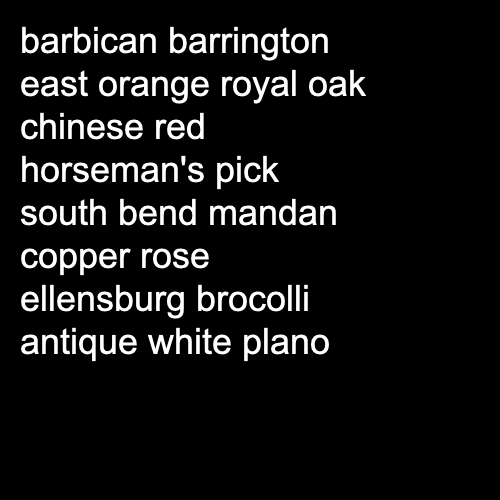 barbican barrington
east orange royal oak
chinese red
horseman's pick
south bend mandan
copper rose
ellensburg brocolli
antique white plano